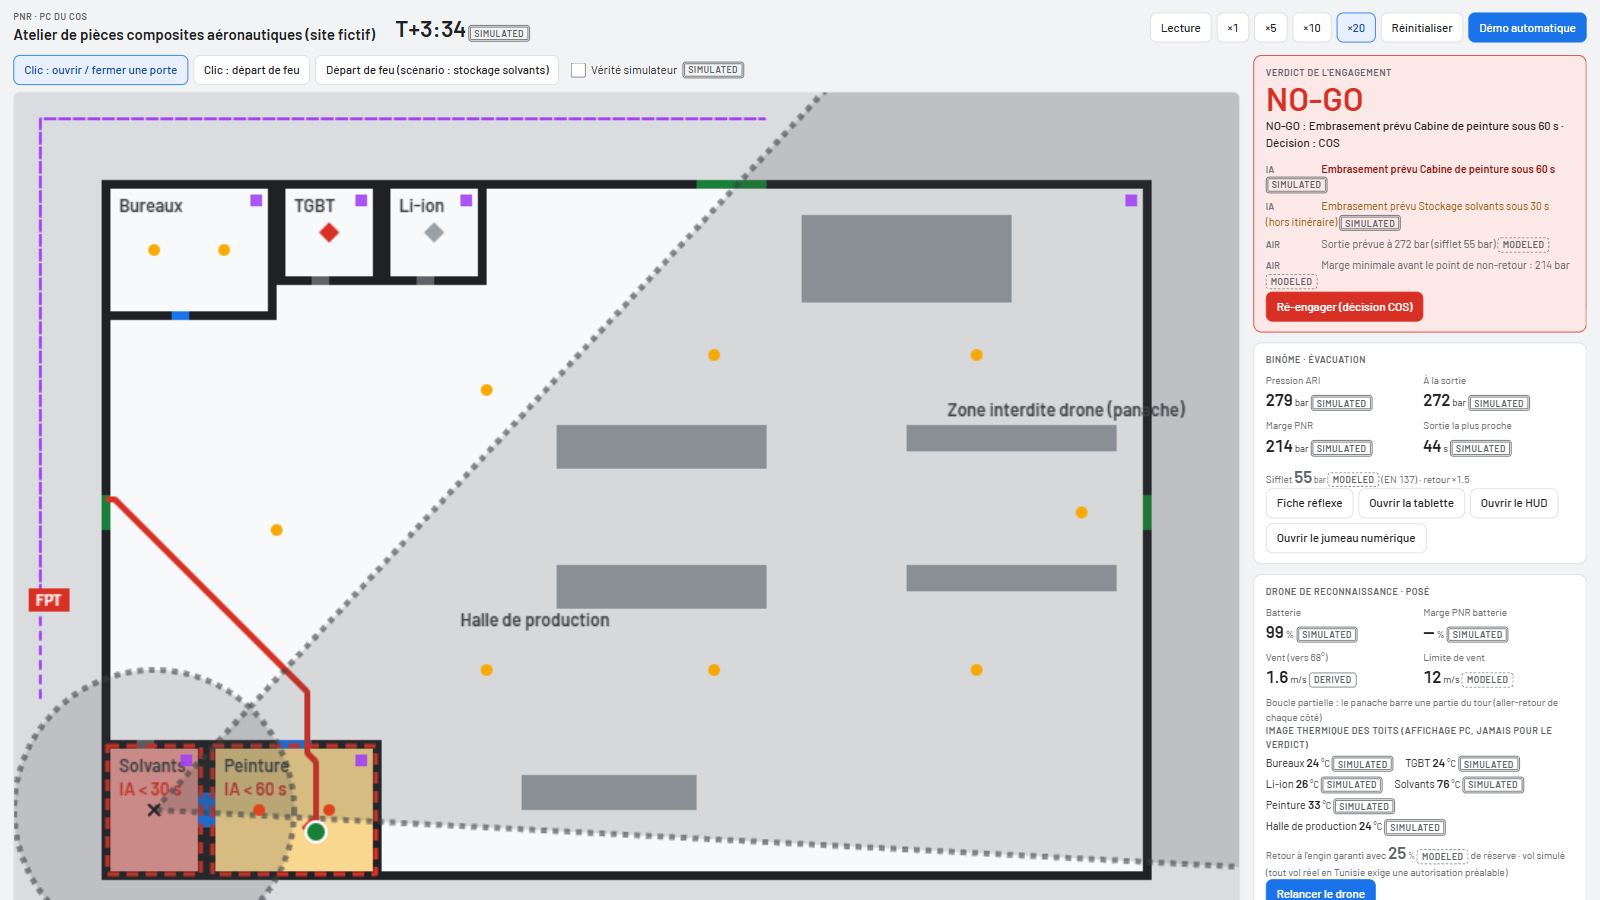 PNR · PC DU COS
Atelier de pièces composites aéronautiques (site fictif)
T+3:34 SIMULATED
Lecture
×1
×5
×10
×20
Réinitialiser
Démo automatique
Clic : ouvrir / fermer une porte
Clic : départ de feu
Départ de feu (scénario : stockage solvants)
Vérité simulateur SIMULATED
Bureaux
TGBT
Li-ion
Zone interdite drone (panache)
FPT
Halle de production
Solvants
IA < 30 s
Peinture
IA < 60 s
VERDICT DE L'ENGAGEMENT
NO-GO
NO-GO : Embrasement prévu Cabine de peinture sous 60 s ·
Décision : COS
IA Embrasement prévu Cabine de peinture sous 60 s
SIMULATED
IA Embrasement prévu Stockage solvants sous 30 s
(hors itinéraire) SIMULATED
AIR Sortie prévue à 272 bar (sifflet 55 bar) MODELED
AIR Marge minimale avant le point de non-retour : 214 bar
MODELED
Ré-engager (décision COS)
BINÔME · ÉVACUATION
Pression ARI
À la sortie
279 bar SIMULATED
272 bar SIMULATED
Marge PNR
Sortie la plus proche
214 bar SIMULATED
44 s SIMULATED
Sifflet 55 bar MODELED (EN 137) · retour ×1.5
Fiche réflexe
Ouvrir la tablette
Ouvrir le HUD
Ouvrir le jumeau numérique
DRONE DE RECONNAISSANCE · POSÉ
Batterie
Marge PNR batterie
99 % SIMULATED
— % SIMULATED
Vent (vers 68°)
Limite de vent
1.6 m/s DERIVED
12 m/s MODELED
Boucle partielle : le panache barre une partie du tour (aller-retour de
chaque côté)
IMAGE THERMIQUE DES TOITS (AFFICHAGE PC, JAMAIS POUR LE
VERDICT)
Bureaux 24 °C SIMULATED TGBT 24 °C SIMULATED
Li-ion 26 °C SIMULATED Solvants 76 °C SIMULATED
Peinture 33 °C SIMULATED
Halle de production 24 °C SIMULATED
Retour à l'engin garanti avec 25 % MODELED de réserve · vol simulé
(tout vol réel en Tunisie exige une autorisation préalable)
Relancer le drone